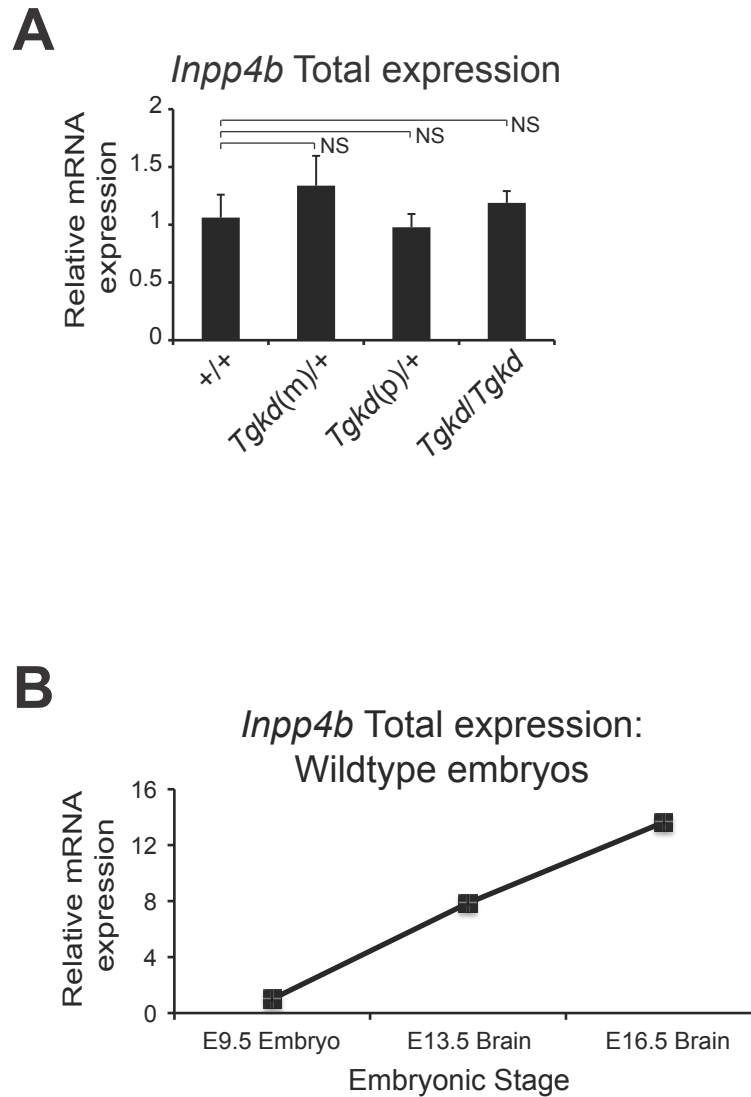 A
Inpp4b Total expression
Relative mRNA
expression
2
1.5
1
0.5
0
NS
NS
NS
+/+
Tgkd(m)/+
Tgkd(p)/+
Tgkd/Tgkd
B
Inpp4b Total expression:
Wildtype embryos
Relative mRNA
expression
16
12
8
4
0
E9.5 Embryo E13.5 Brain E16.5 Brain
Embryonic Stage